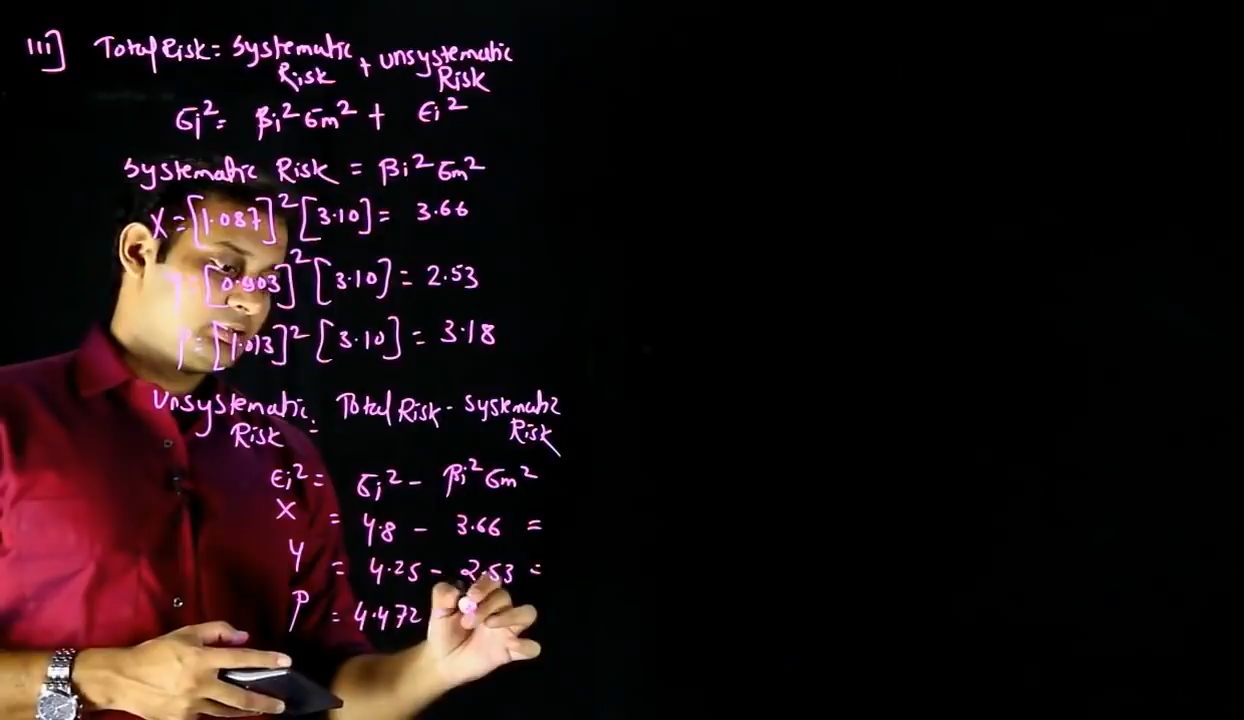 III] Total Risk = Systematic Risk + Unsystematic Risk
σi² = βi² σm² + ϵi²
Systematic Risk = βi² σm²
X = [1.087]² [3.10] = 3.66
Y = [0.903]² [3.10] = 2.53
P = [1.013]² [3.10] = 3.18
Unsystematic Risk = Total Risk - Systematic Risk
ϵi² = σi² - βi² σm²
X = 4.8 - 3.66 =
Y = 4.25 - 2.53 =
P = 4.472